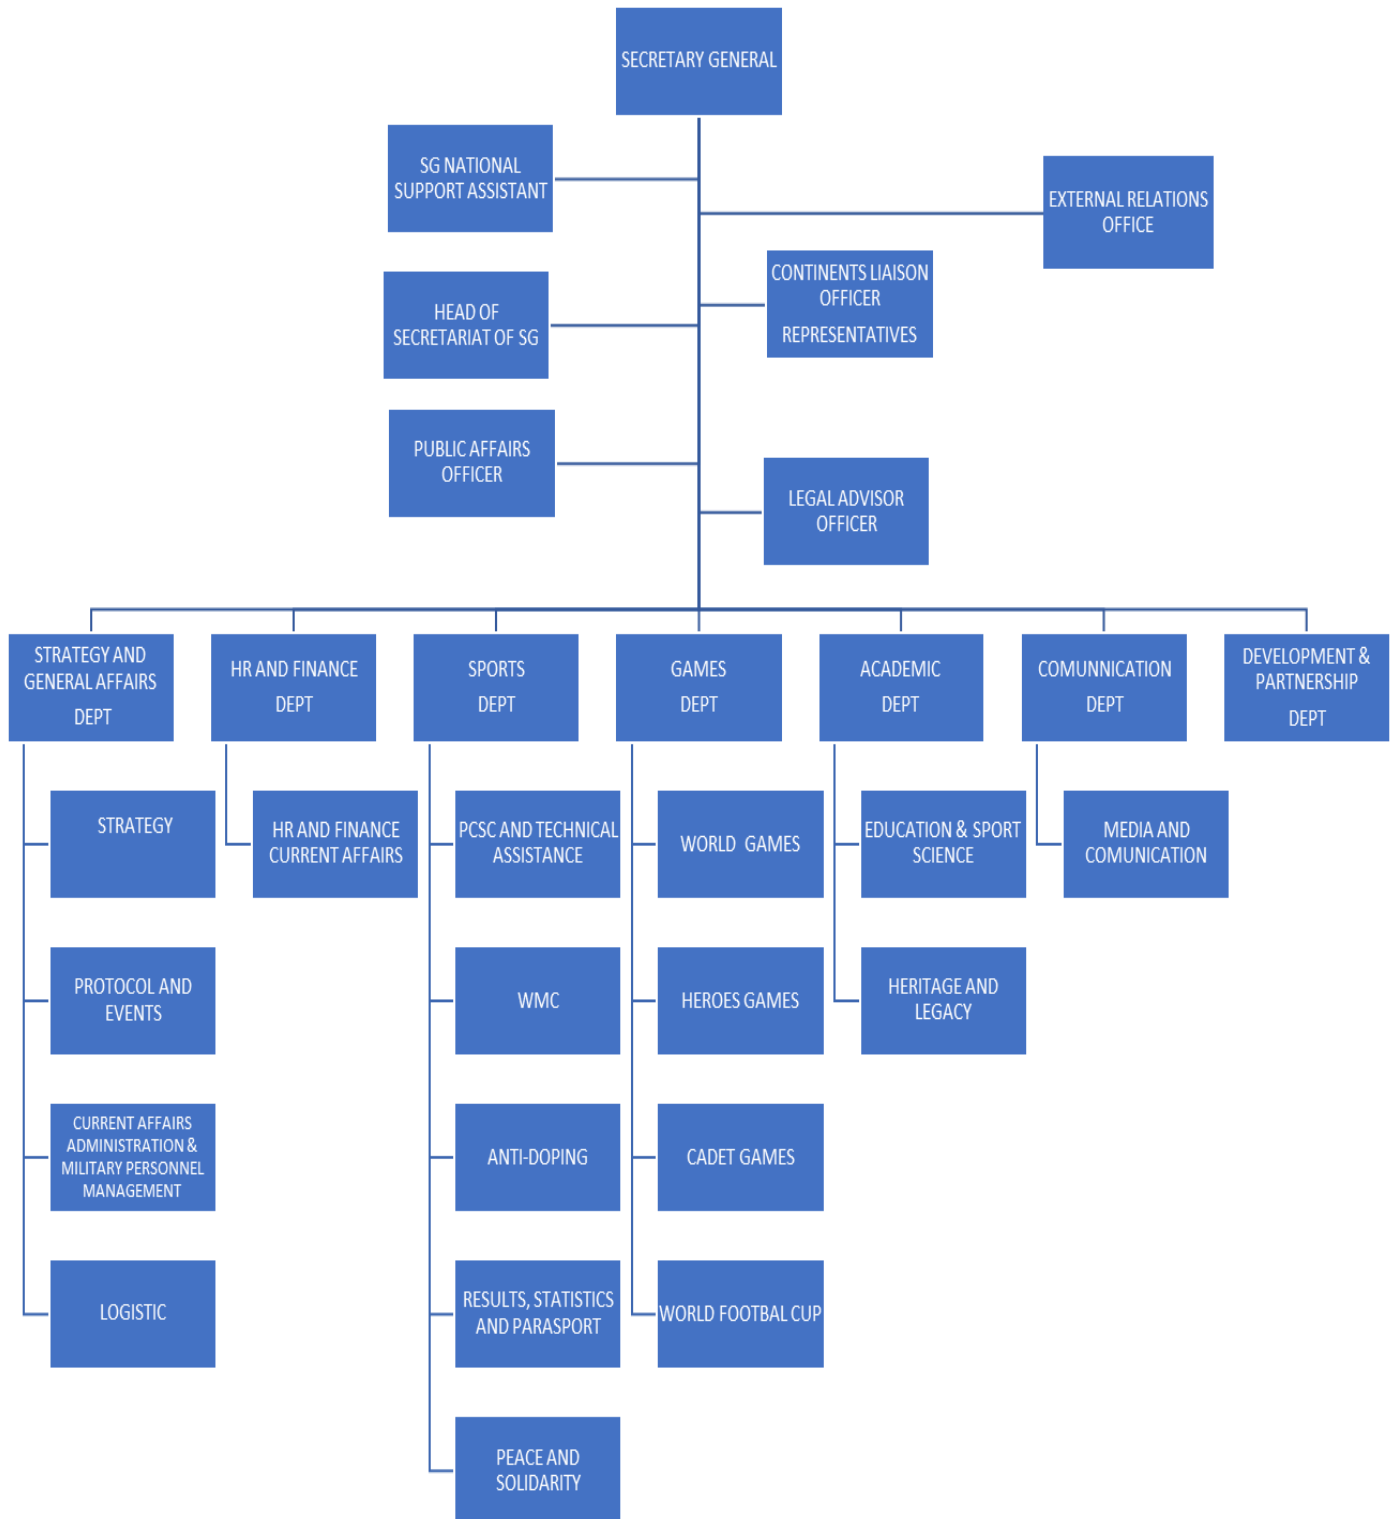 SECRETARY GENERAL
SG NATIONAL
SUPPORT ASSISTANT
EXTERNAL RELATIONS
OFFICE
CONTINENTS LIAISON
OFFICER
REPRESENTATIVES
HEAD OF
SECRETARIAT OF SG
PUBLIC AFFAIRS
OFFICER
LEGAL ADVISOR
OFFICER
STRATEGY AND
GENERAL AFFAIRS
DEPT
HR AND FINANCE
DEPT
SPORTS
DEPT
GAMES
DEPT
ACADEMIC
DEPT
COMUNNICATION
DEPT
DEVELOPMENT &
PARTNERSHIP
DEPT
STRATEGY
PROTOCOL AND
EVENTS
CURRENT AFFAIRS
ADMINISTRATION &
MILITARY PERSONNEL
MANAGEMENT
LOGISTIC
HR AND FINANCE
CURRENT AFFAIRS
PCSC AND TECHNICAL
ASSISTANCE
WMC
ANTI-DOPING
RESULTS, STATISTICS
AND PARASPORT
PEACE AND
SOLIDARITY
WORLD GAMES
HEROES GAMES
CADET GAMES
WORLD FOOTBAL CUP
EDUCATION & SPORT
SCIENCE
HERITAGE AND
LEGACY
MEDIA AND
COMUNICATION